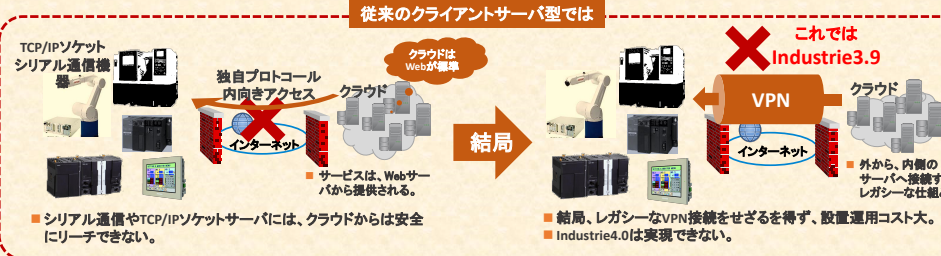 従来のクライアントサーバ型では
TCP/IPソケット
シリアル通信機
器
独自プロトコール
内向きアクセス
クラウドは
Webが標準
クラウド
インターネット
■ サービスは、Webサー
バから提供される。
■ シリアル通信やTCP/IPソケットサーバには、クラウドからは安全
にリーチできない。
結局
これでは
Industrie3.9
VPN
クラウド
インターネット
■ 外から、内側の
サーバへ接続す
レガシーな仕組
■ 結局、レガシーなVPN接続をせざるを得ず、設置運用コスト大。
■ Industrie4.0は実現できない。